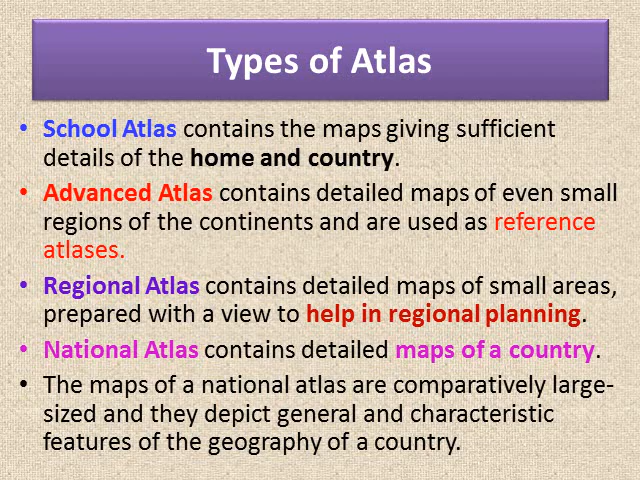 Types of Atlas
• School Atlas contains the maps giving sufficient
details of the home and country.
• Advanced Atlas contains detailed maps of even small
regions of the continents and are used as reference
atlases.
• Regional Atlas contains detailed maps of small areas,
prepared with a view to help in regional planning.
• National Atlas contains detailed maps of a country.
• The maps of a national atlas are comparatively large-
sized and they depict general and characteristic
features of the geography of a country.